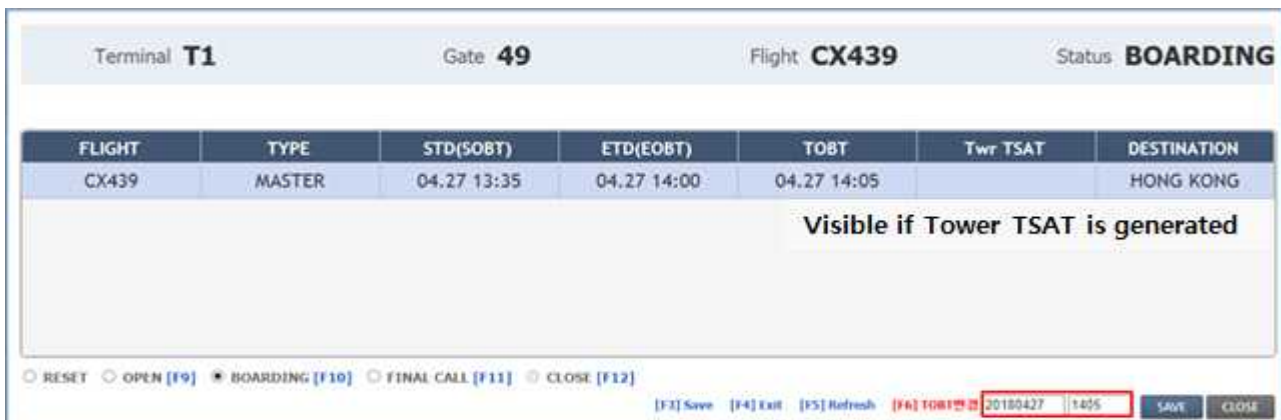 Terminal T1 Gate 49 Flight CX439 Status BOARDING
FLIGHT TYPE STD(SOBT) ETD(EOBT) TOBT Twr TSAT DESTINATION
CX439 MASTER 04.27 13:35 04.27 14:00 04.27 14:05 HONG KONG
Visible if Tower TSAT is generated
RESET OPEN [F9] BOARDING [F10] FINAL CALL [F11] CLOSE [F12]
[F3] Save [F4] Exit [F5] Refresh [F6] TOBT변경 20180427 1405 SAVE CLOSE